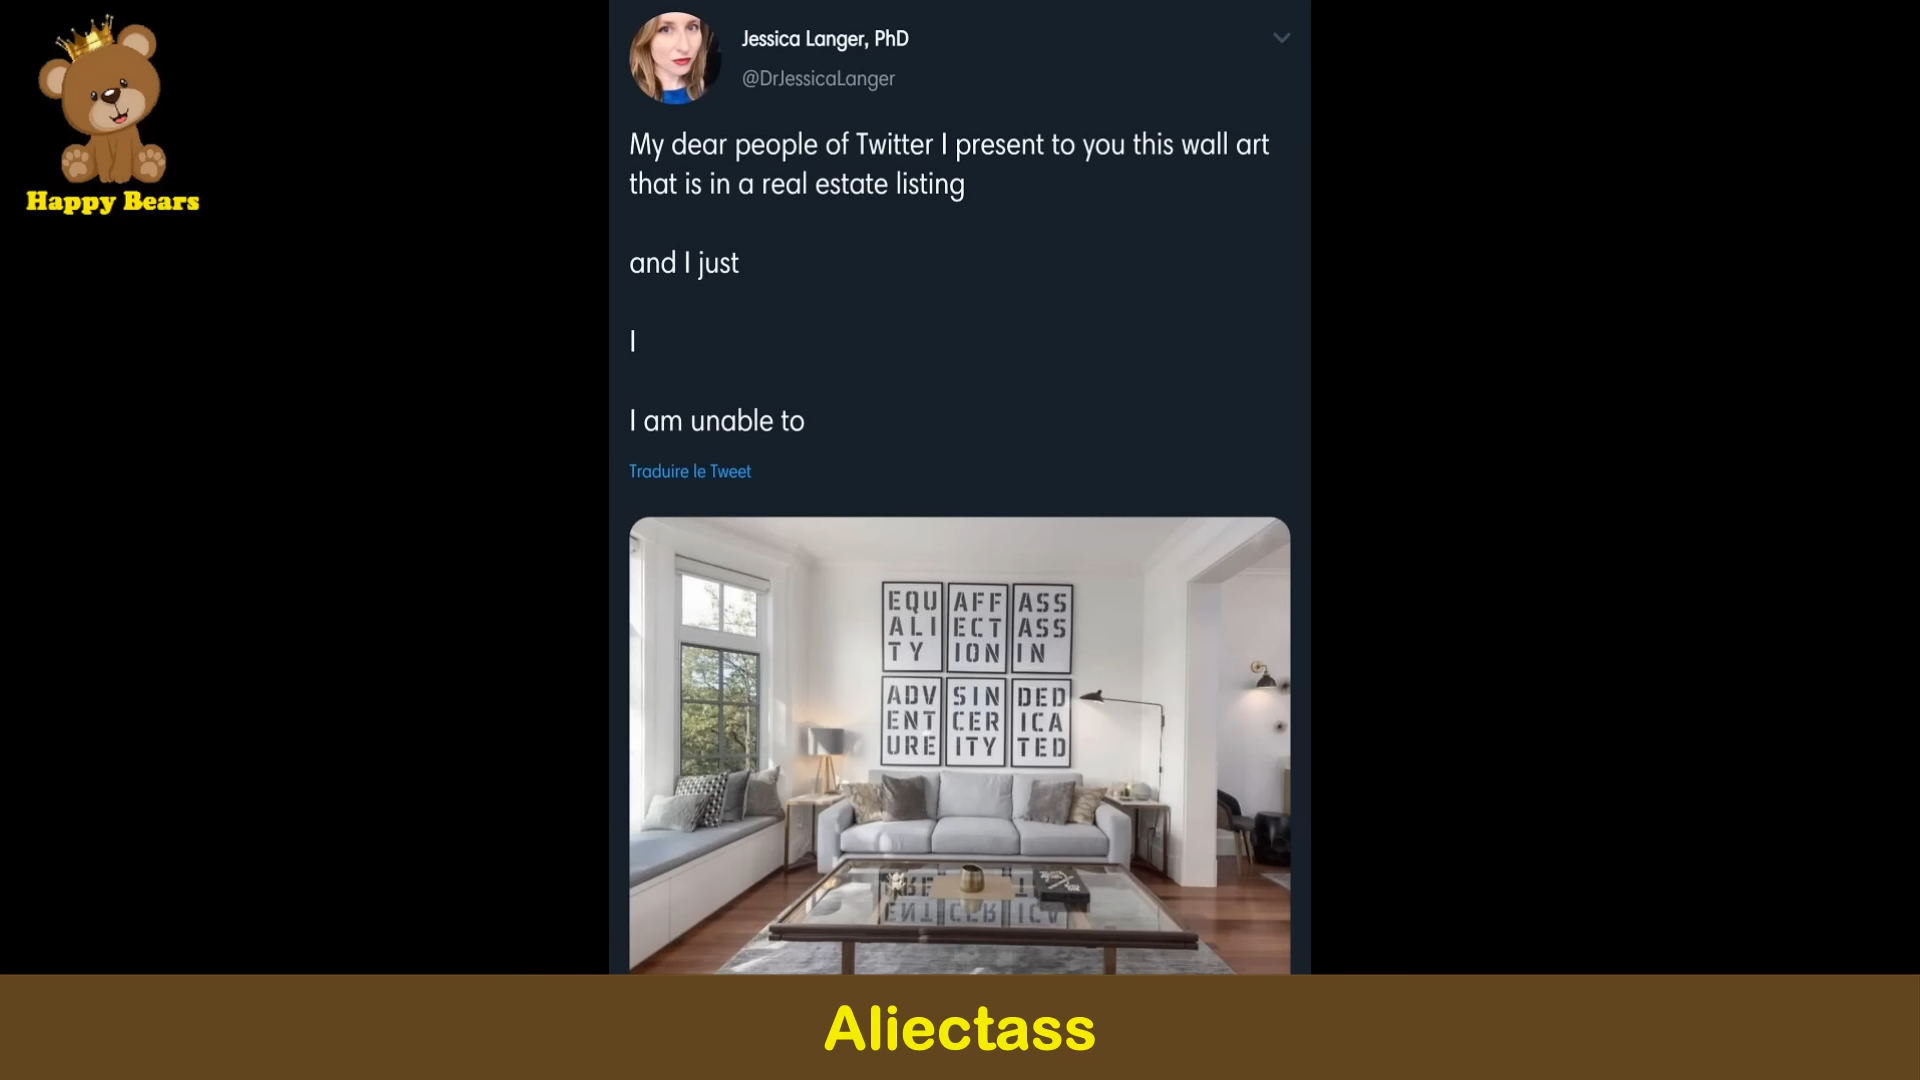 Happy Bears
Jessica Langer, PhD
@DrJessicaLanger
My dear people of Twitter I present to you this wall art
that is in a real estate listing
and I just
I
I am unable to
Traduire le Tweet
EQU
ALI
TY
AFF
ECT
ION
ASS
ASS
IN
ADV
ENT
URE
SIN
CER
ITY
DED
ICA
TED
Aliectass